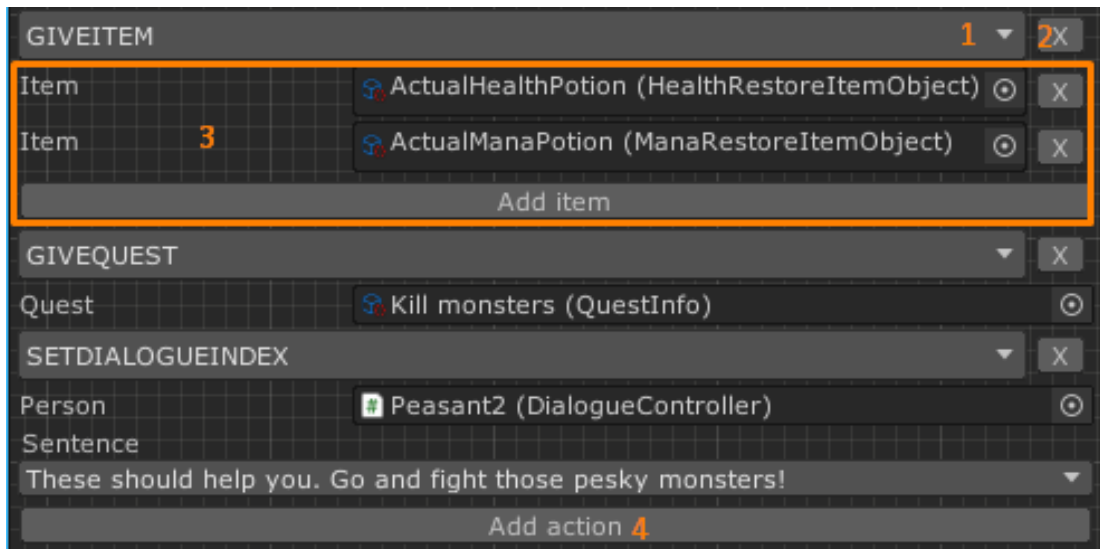 GIVEITEM 1 2X
Item ActualHealthPotion (HealthRestoreItemObject) X
Item 3 ActualManaPotion (ManaRestoreItemObject) X
Add item
GIVEQUEST X
Quest Kill monsters (QuestInfo)
SETDIALOGUEINDEX X
Person # Peasant2 (DialogueController)
Sentence
These should help you. Go and fight those pesky monsters!
Add action 4